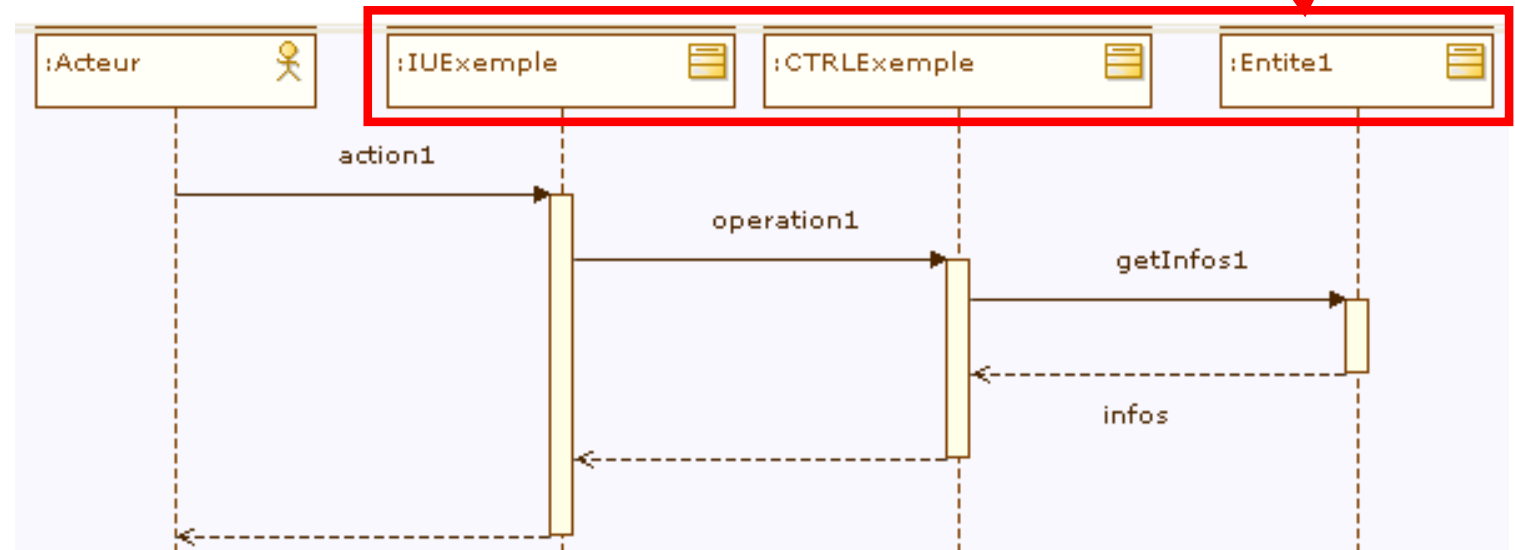 :Acteur
:IUExemple
:CTRLExemple
:Entite1
action1
operation1
getInfos1
infos